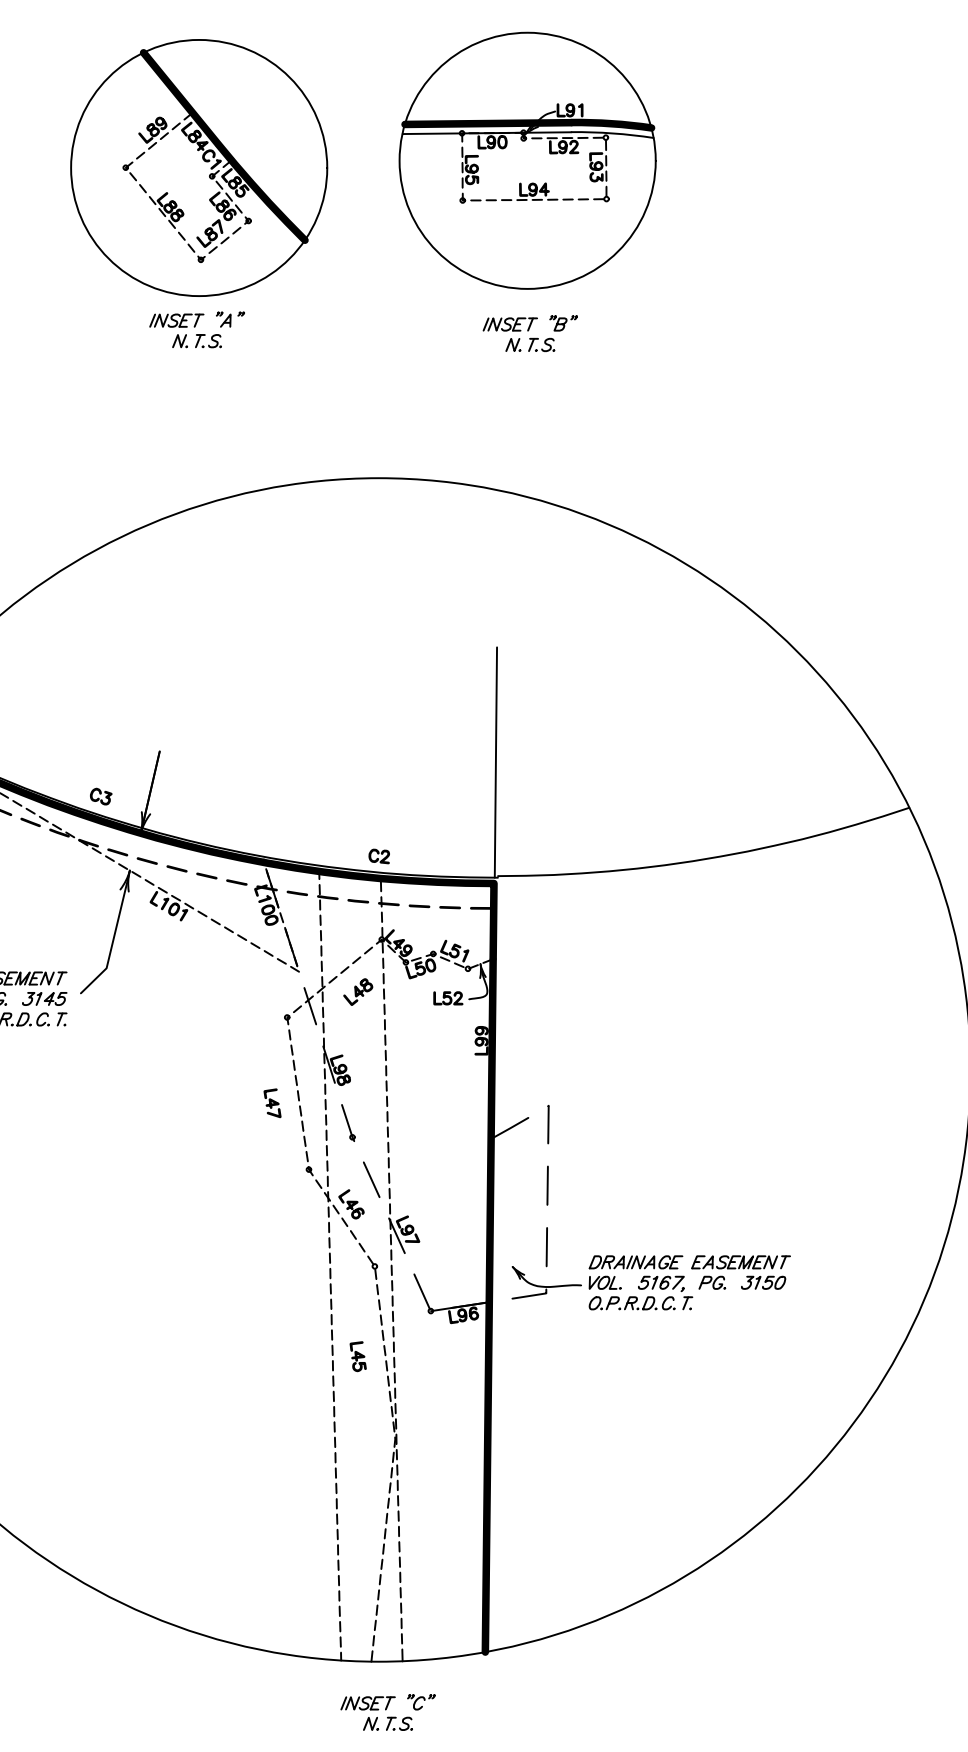 L89
L84
C1
L85
L86
L88
L87
INSET "A"
N.T.S.
L91
L90
L92
L95
L93
L94
INSET "B"
N.T.S.
C3
C2
L101
L100
L49
L51
L50
L48
L52
SEMENT
G. 3145
R.D.C.T.
L99
L98
L47
L46
L97
DRAINAGE EASEMENT
VOL. 5167, PG. 3150
O.P.R.D.C.T.
L96
L45
INSET "C"
N.T.S.